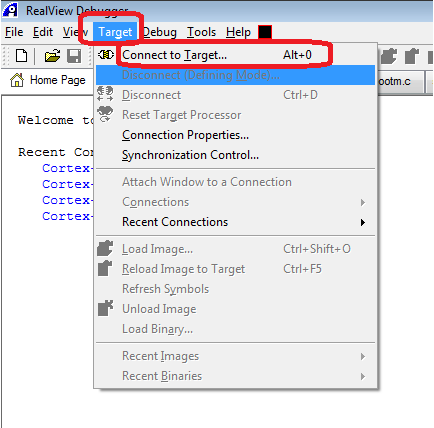 RealView Debugger
File Edit View Target Debug Tools Help
Home Page
ootm.c
Welcome to
Recent Con
Cortex-
Cortex-
Cortex-
Cortex-
Connect to Target... Alt+0
Disconnect (Defining Mode)...
Disconnect Ctrl+D
Reset Target Processor
Connection Properties...
Synchronization Control...
Attach Window to a Connection
Connections
Recent Connections
Load Image... Ctrl+Shift+O
Reload Image to Target Ctrl+F5
Refresh Symbols
Unload Image
Load Binary...
Recent Images
Recent Binaries